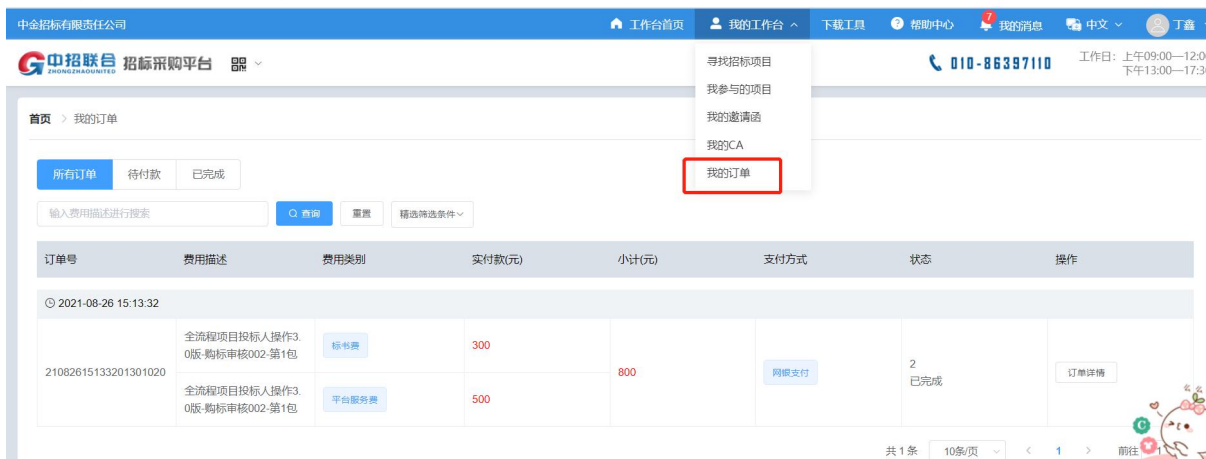 中金招标有限责任公司 工作台首页 我的工作台 下载工具 帮助中心 7 我的消息 中文 丁鑫
中招联合 招标采购平台 010-86397110 工作日：上午09:00—12:0
ZHONGZHAOUNITED 下午13:00—17:3
寻找招标项目
我参与的项目
我的邀请函
我的CA
我的订单
首页 > 我的订单
所有订单 待付款 已完成
输入费用描述进行搜索 查询 重置 精选筛选条件
订单号 费用描述 费用类别 实付款(元) 小计(元) 支付方式 状态 操作
2021-08-26 15:13:32
21082615133201301020
全流程项目投标人操作3.
0版-购标审核002-第1包
标书费 300
全流程项目投标人操作3.
0版-购标审核002-第1包
平台服务费 500
800 网银支付
2
已完成
订单详情
共1条 10条/页 < 1 > 前往 1